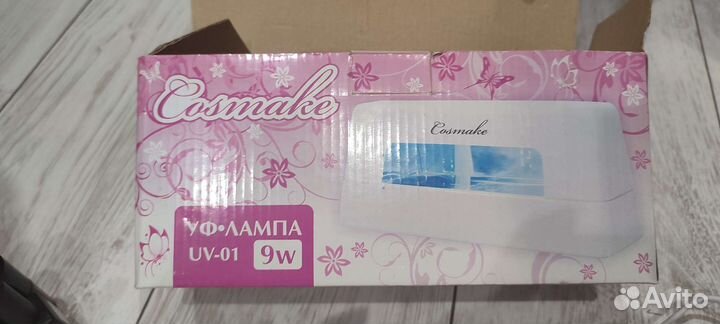 Cosmake
Cosmake
УФ•ЛАМПА
UV-01 9w
Avito